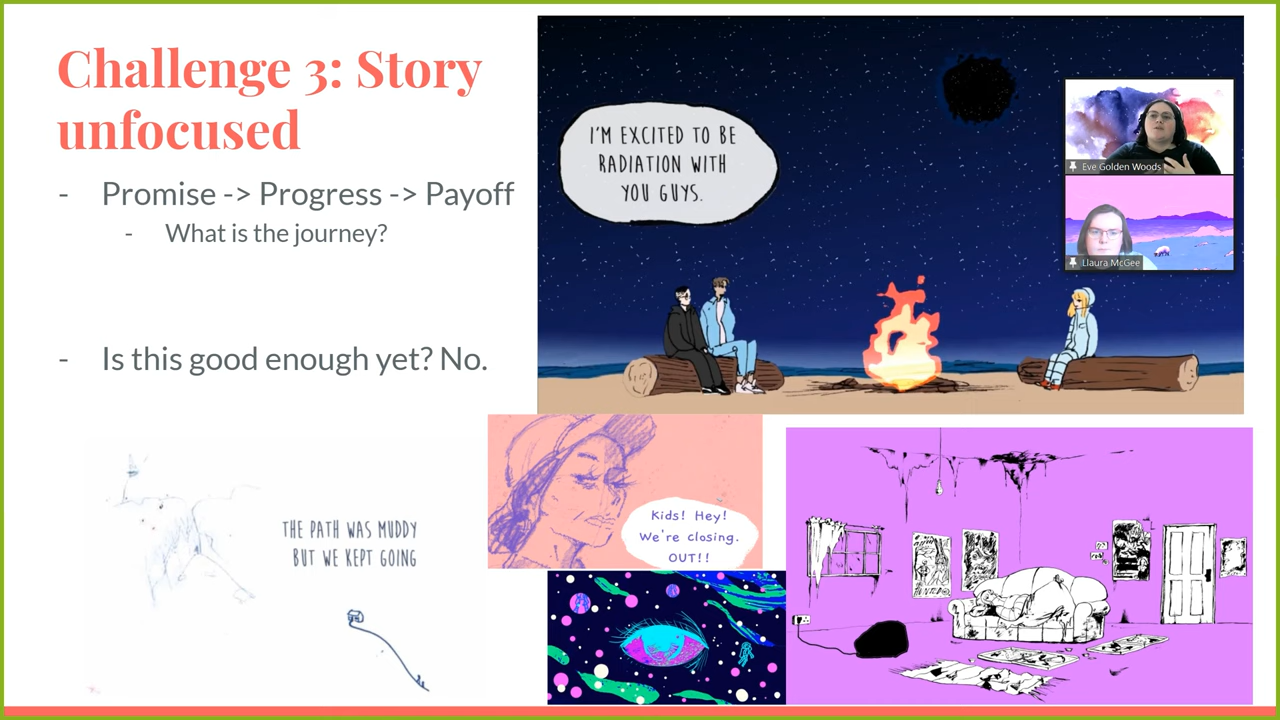 Challenge 3: Story
unfocused
- Promise -> Progress -> Payoff
- What is the journey?
- Is this good enough yet? No.
I'M EXCITED TO BE
RADIATION WITH
YOU GUYS.
Eve Golden Woods
Llaura McGee
THE PATH WAS MUDDY
BUT WE KEPT GOING
Kids! Hey!
We're closing.
OUT!!